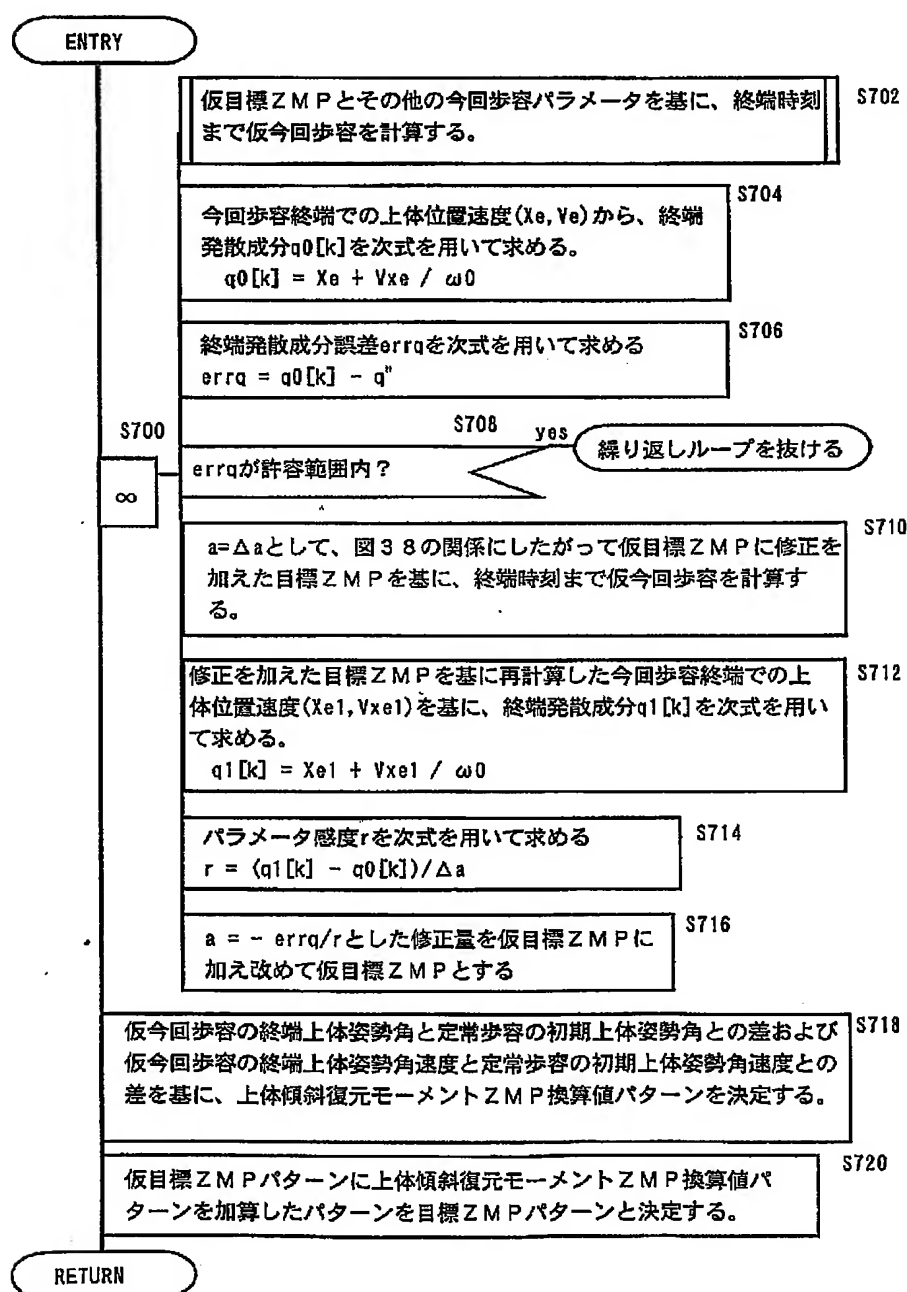 ENTRY
仮目標ZMPとその他の今回歩容パラメータを基に、終端時刻
まで仮今回歩容を計算する。
S702
S704
今回歩容終端での上体位置速度(Xe,Ve)から、終端
発散成分q0[k]を次式を用いて求める。
q0[k] = Xe + Vxe / ω0
S706
終端発散成分誤差errqを次式を用いて求める
errq = q0[k] - q"
S700
∞
S708
errqが許容範囲内？
yes
繰り返しループを抜ける
S710
a=Δaとして、図38の関係にしたがって仮目標ZMPに修正を
加えた目標ZMPを基に、終端時刻まで仮今回歩容を計算す
る。
S712
修正を加えた目標ZMPを基に再計算した今回歩容終端での上
体位置速度(Xe1,Vxe1)を基に、終端発散成分q1[k]を次式を用い
て求める。
q1[k] = Xe1 + Vxe1 / ω0
S714
パラメータ感度rを次式を用いて求める
r = (q1[k] - q0[k])/Δa
S716
a = - errq/rとした修正量を仮目標ZMPに
加え改めて仮目標ZMPとする
S718
仮今回歩容の終端上体姿勢角と定常歩容の初期上体姿勢角との差および
仮今回歩容の終端上体姿勢角速度と定常歩容の初期上体姿勢角速度との
差を基に、上体傾斜復元モーメントZMP換算値パターンを決定する。
S720
仮目標ZMPパターンに上体傾斜復元モーメントZMP換算値パ
ターンを加算したパターンを目標ZMPパターンと決定する。
RETURN